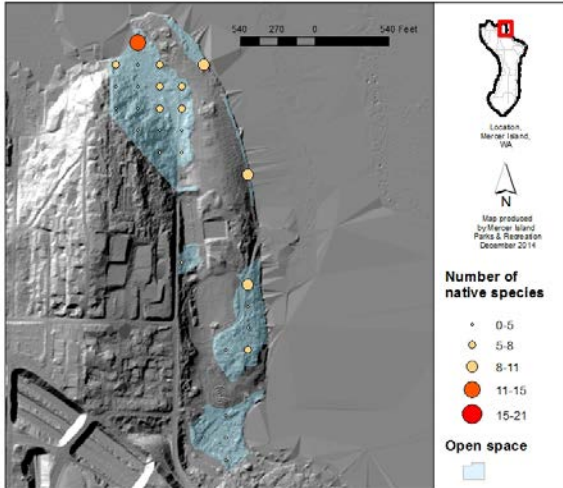 540 270 0 540 Feet
Location,
Mercer Island,
WA
N
Map produced
by Mercer Island
Parks & Recreation
December 2014
Number of
native species
0-5
5-8
8-11
11-15
15-21
Open space